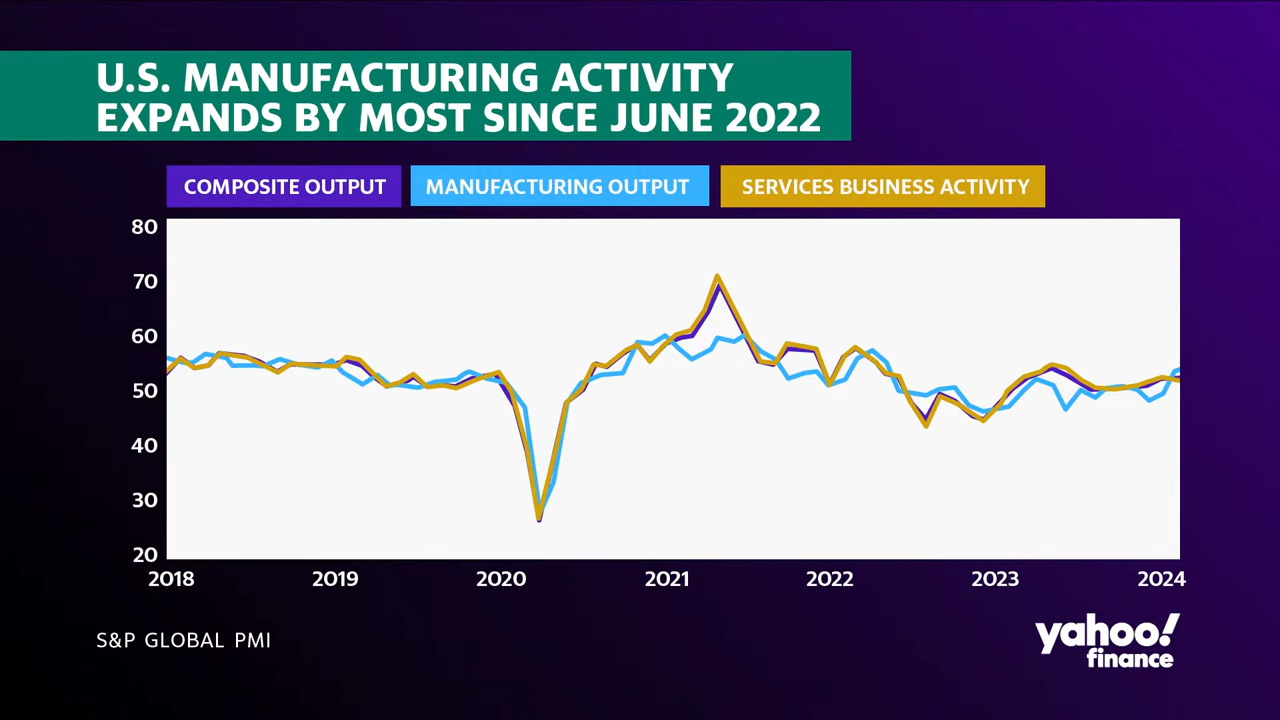 U.S. MANUFACTURING ACTIVITY
EXPANDS BY MOST SINCE JUNE 2022
COMPOSITE OUTPUT
MANUFACTURING OUTPUT
SERVICES BUSINESS ACTIVITY
80
70
60
50
40
30
20
2018 2019 2020 2021 2022 2023 2024
S&P GLOBAL PMI
yahoo!
finance